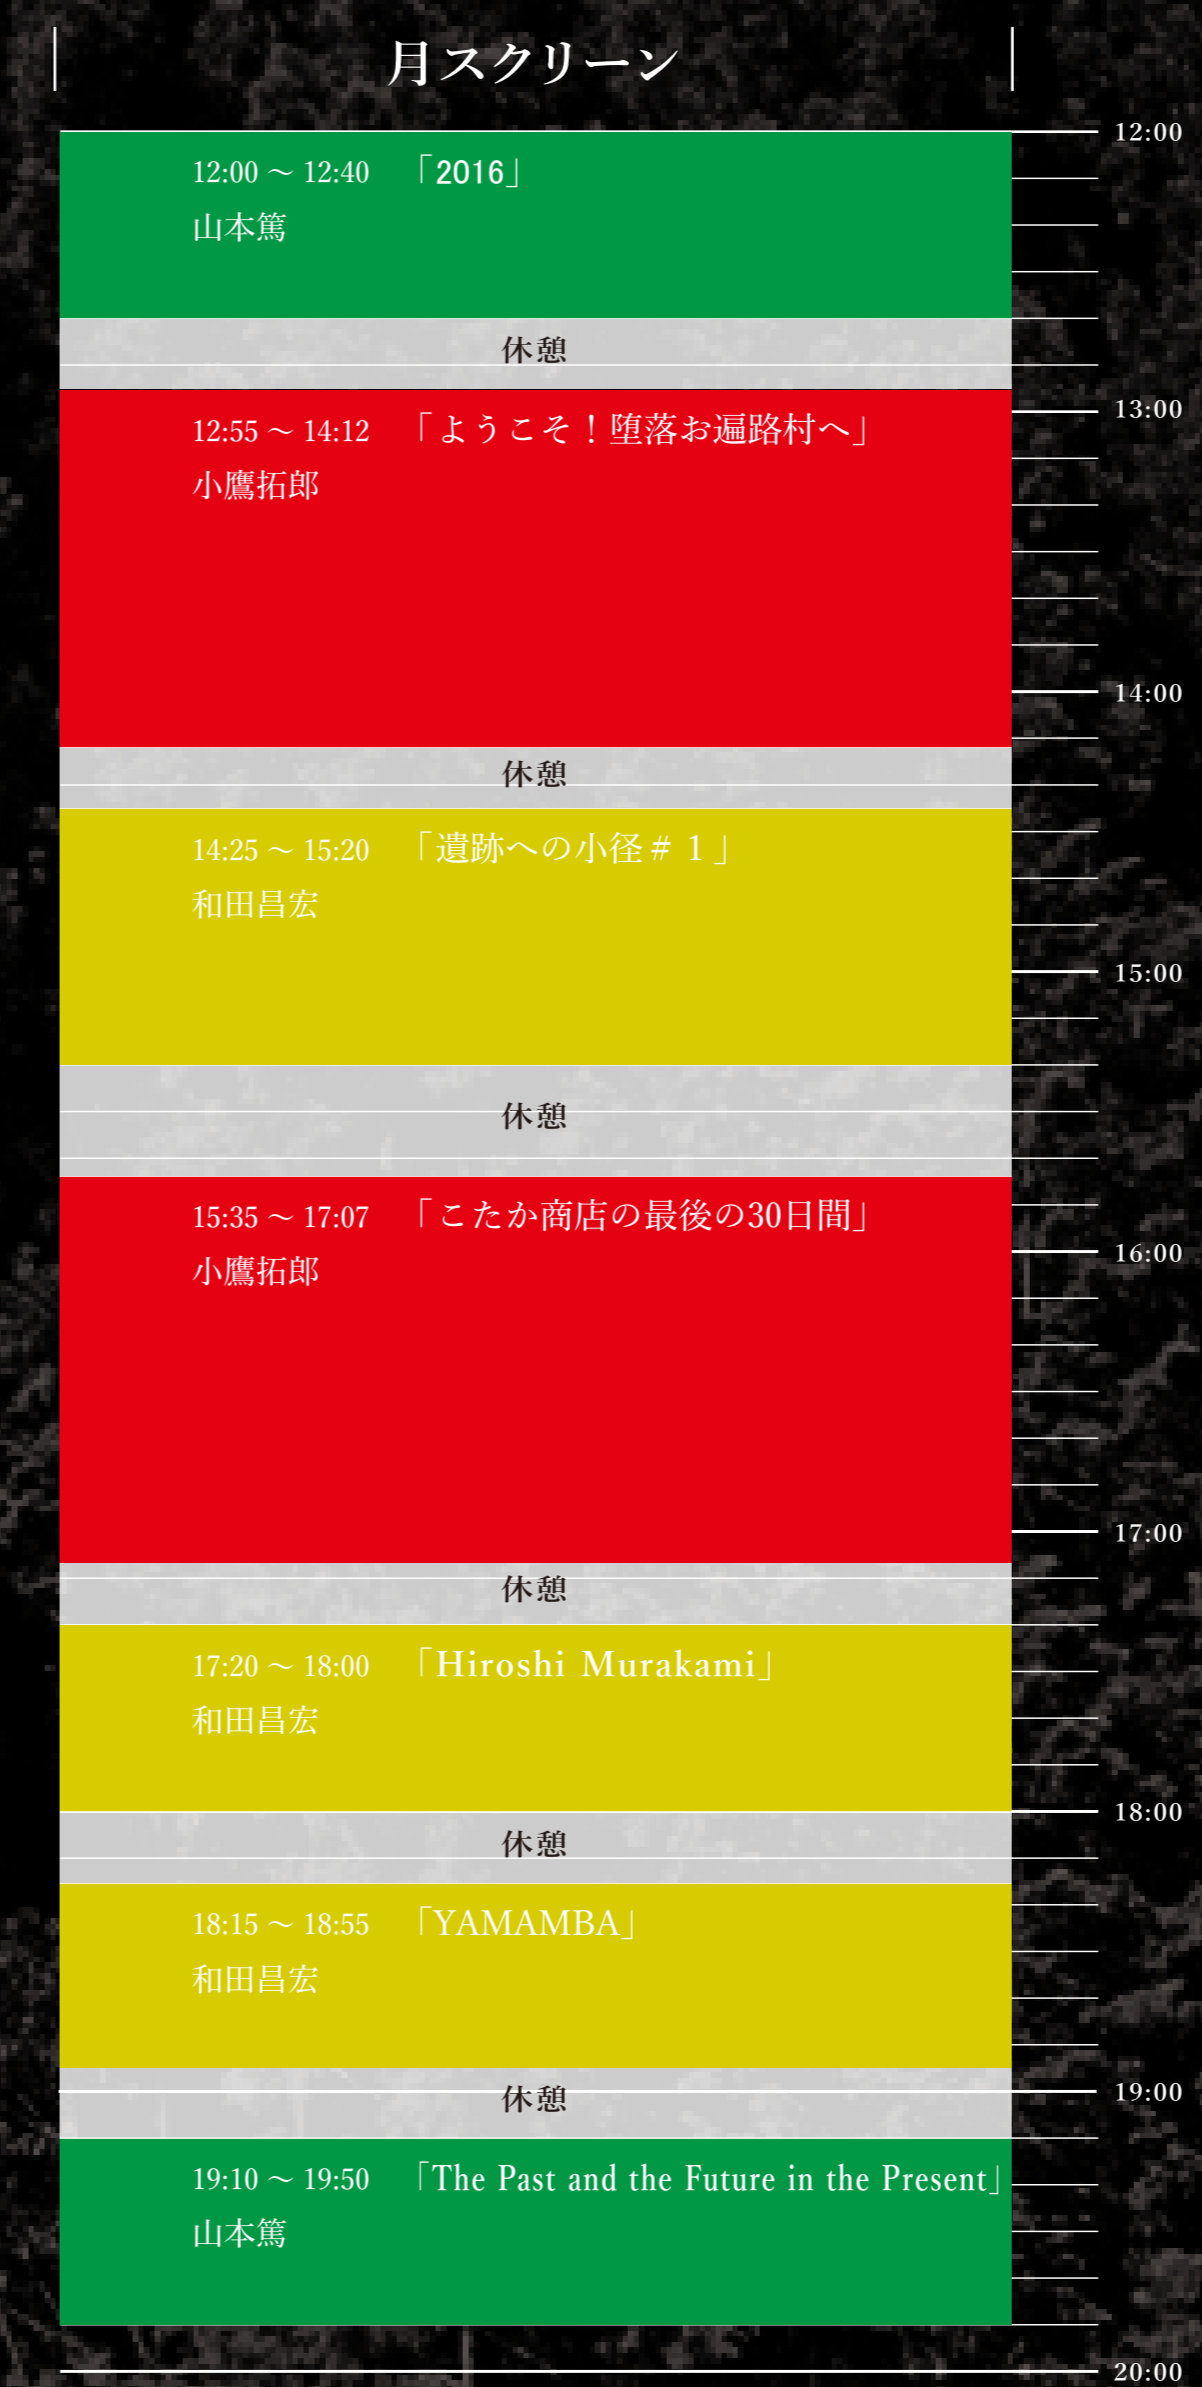 月スクリーン
12:00
12:00 ～ 12:40 「2016」
山本篤
休憩
12:55 ～ 14:12 「ようこそ！堕落お遍路村へ」
13:00
小鷹拓郎
14:00
休憩
14:25 ～ 15:20 「遺跡への小径＃１」
和田昌宏
15:00
休憩
15:35 ～ 17:07 「こたか商店の最後の30日間」
16:00
小鷹拓郎
17:00
休憩
17:20 ～ 18:00 「Hiroshi Murakami」
和田昌宏
18:00
休憩
18:15 ～ 18:55 「YAMAMBA」
和田昌宏
19:00
休憩
19:10 ～ 19:50 「The Past and the Future in the Present」
山本篤
20:00